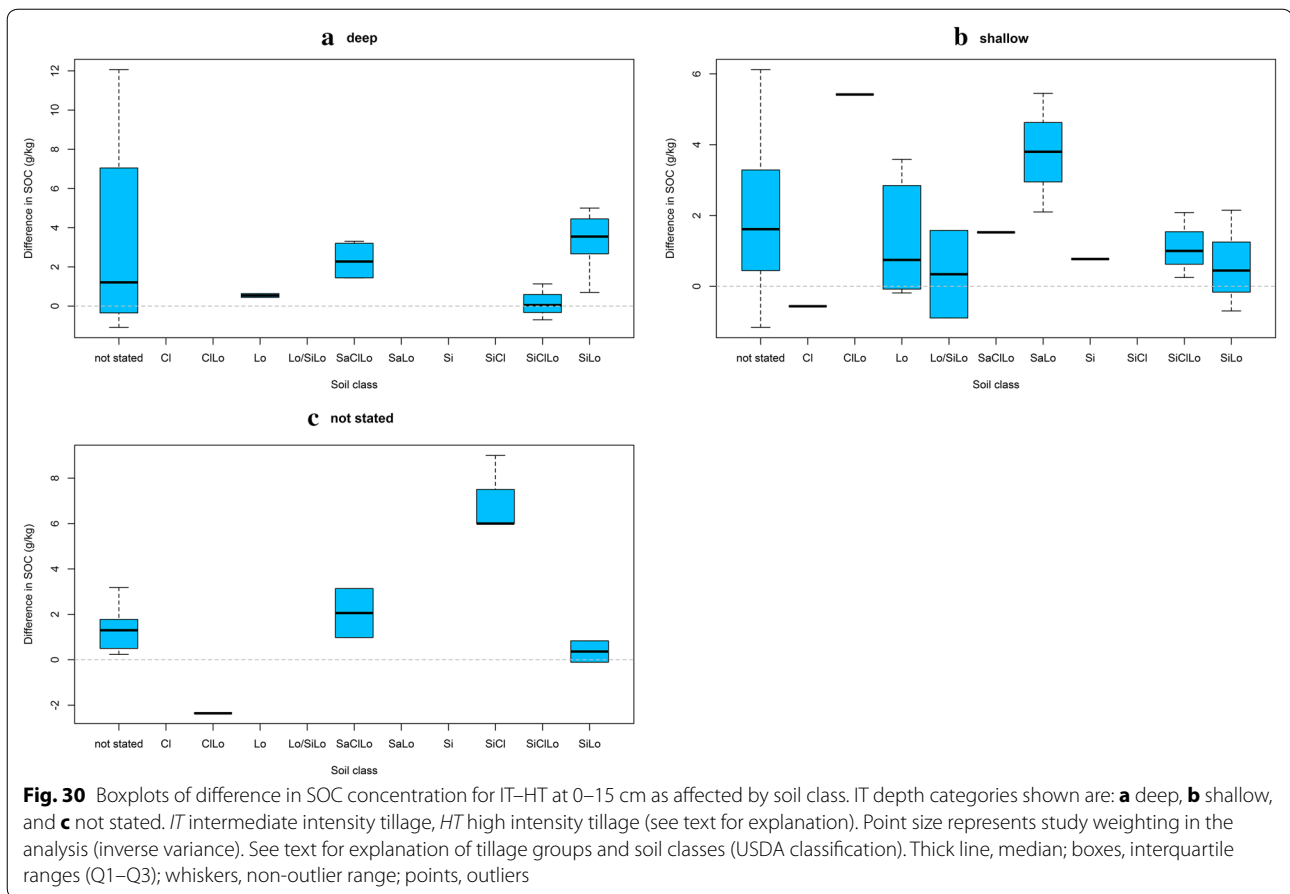 a deep
12
10
8
6
4
2
0
Difference in SOC (g/kg)
not stated Cl ClLo Lo Lo/SiLo SaClLo SaLo Si SiCl SiClLo SiLo
Soil class
b shallow
6
4
2
0
Difference in SOC (g/kg)
not stated Cl ClLo Lo Lo/SiLo SaClLo SaLo Si SiCl SiClLo SiLo
Soil class
c not stated
8
6
4
2
0
-2
Difference in SOC (g/kg)
not stated Cl ClLo Lo Lo/SiLo SaClLo SaLo Si SiCl SiClLo SiLo
Soil class
Fig. 30 Boxplots of difference in SOC concentration for IT–HT at 0–15 cm as affected by soil class. IT depth categories shown are: a deep, b shallow,
and c not stated. IT intermediate intensity tillage, HT high intensity tillage (see text for explanation). Point size represents study weighting in the
analysis (inverse variance). See text for explanation of tillage groups and soil classes (USDA classification). Thick line, median; boxes, interquartile
ranges (Q1–Q3); whiskers, non-outlier range; points, outliers